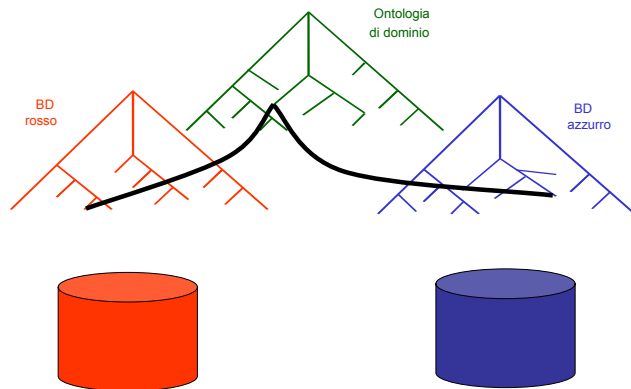 Ontologia
di dominio
BD
rosso
BD
azzurro